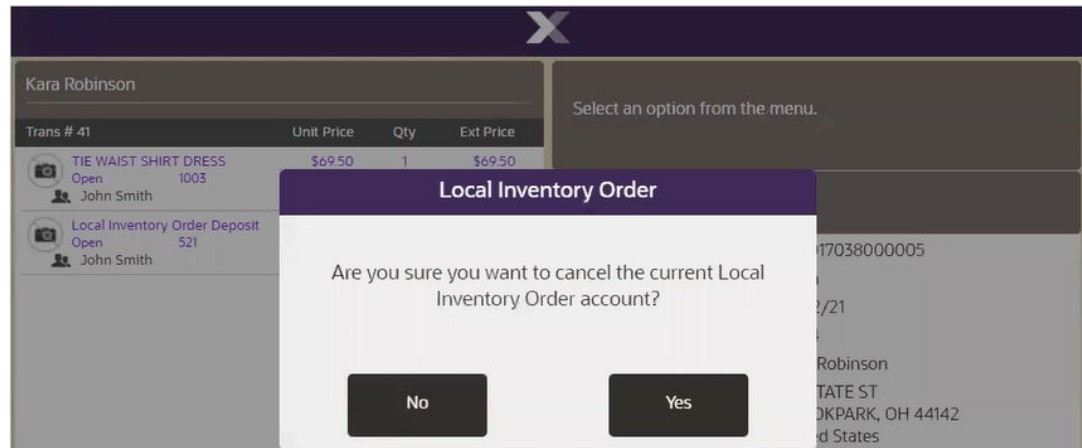 Kara Robinson
Select an option from the menu.
Trans # 41 Unit Price Qty Ext Price
TIE WAIST SHIRT DRESS $69.50 1 $69.50
Open 1003
John Smith
Local Inventory Order Deposit
Open 521
John Smith
Local Inventory Order
Are you sure you want to cancel the current Local
Inventory Order account?
No Yes
17038000005
2/21
Robinson
TATE ST
OKPARK, OH 44142
ed States